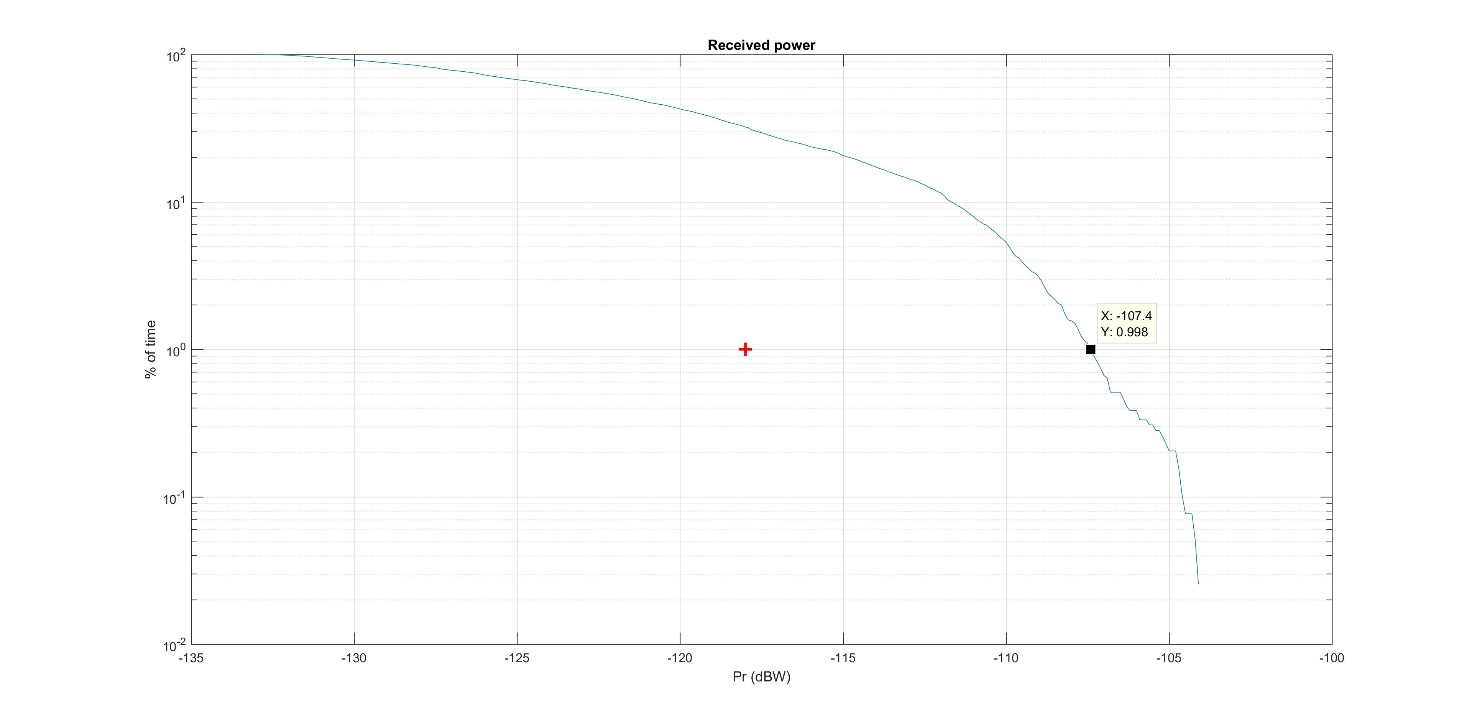 Received power
10^2
10^1
10^0
10^-1
10^-2
% of time
X: -107.4
Y: 0.998
-135 -130 -125 -120 -115 -110 -105 -100
Pr (dBW)